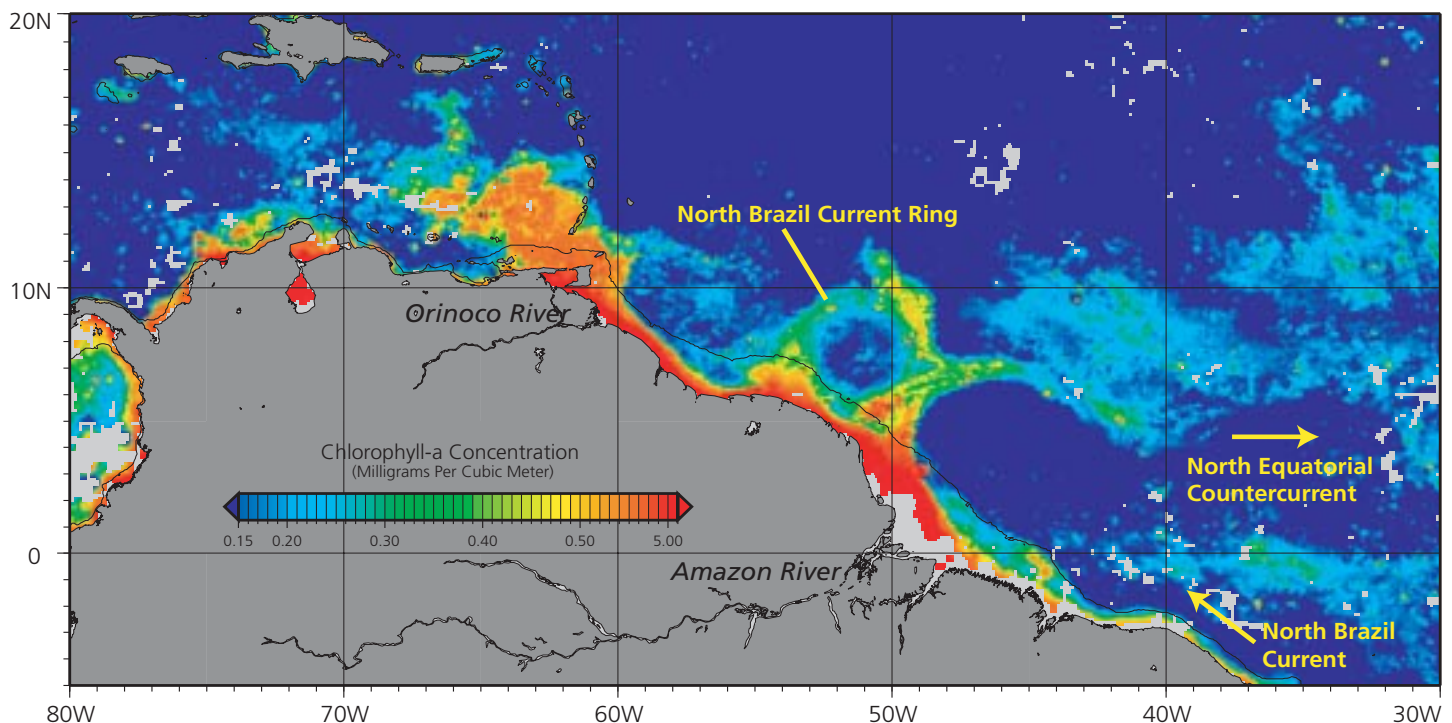 20N
North Brazil Current Ring
10N
Orinoco River
Chlorophyll-a Concentration
(Milligrams Per Cubic Meter)
North Equatorial
Countercurrent
0.15 0.20 0.30 0.40 0.50 5.00
0
Amazon River
North Brazil
Current
80W 70W 60W 50W 40W 30W